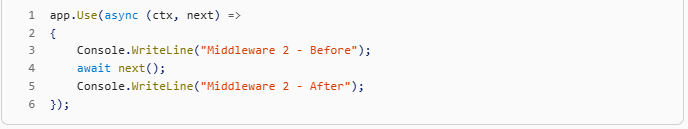 1 app.Use(async (ctx, next) =>
2 {
3     Console.WriteLine("Middleware 2 - Before");
4     await next();
5     Console.WriteLine("Middleware 2 - After");
6 });